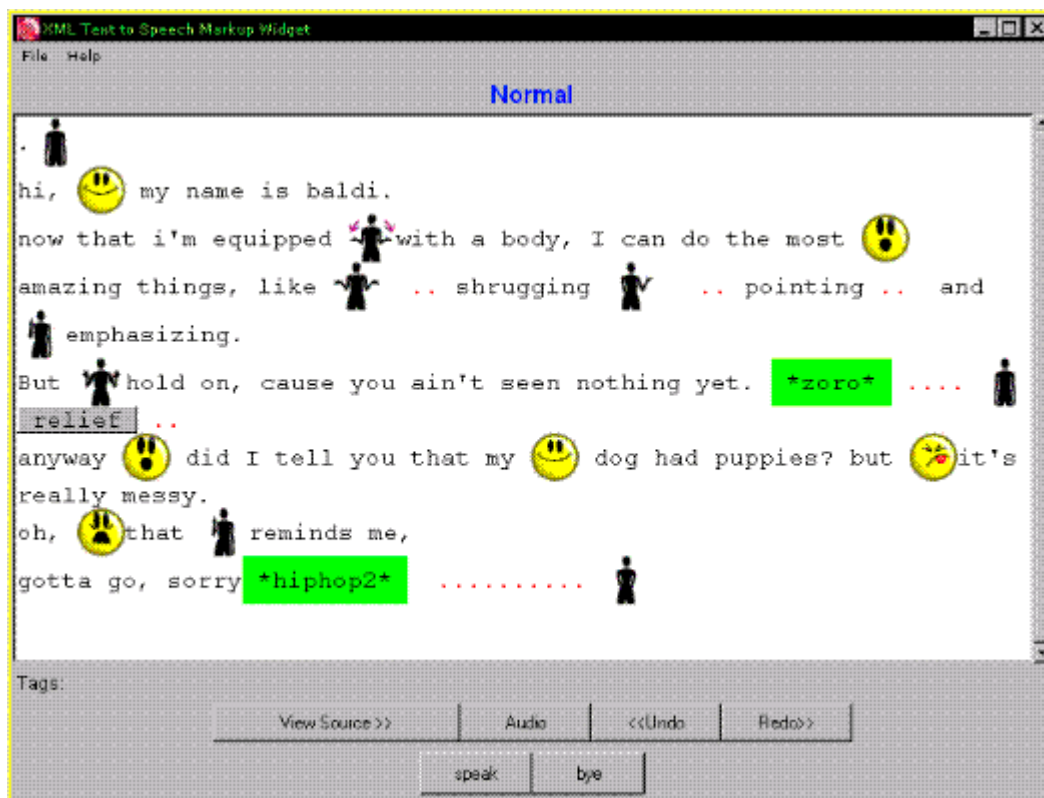 XML Text to Speech Markup Widget
File Help
Normal
.
hi, my name is baldi.
now that i'm equipped with a body, I can do the most
amazing things, like .. shrugging .. pointing .. and
emphasizing.
But hold on, cause you ain't seen nothing yet. *zoro* ....
relief ..
anyway did I tell you that my dog had puppies? but it's
really messy.
oh, that reminds me,
gotta go, sorry *hiphop2* ..........
Tags:
View Source >> Audio <<Undo Redo>>
speak bye